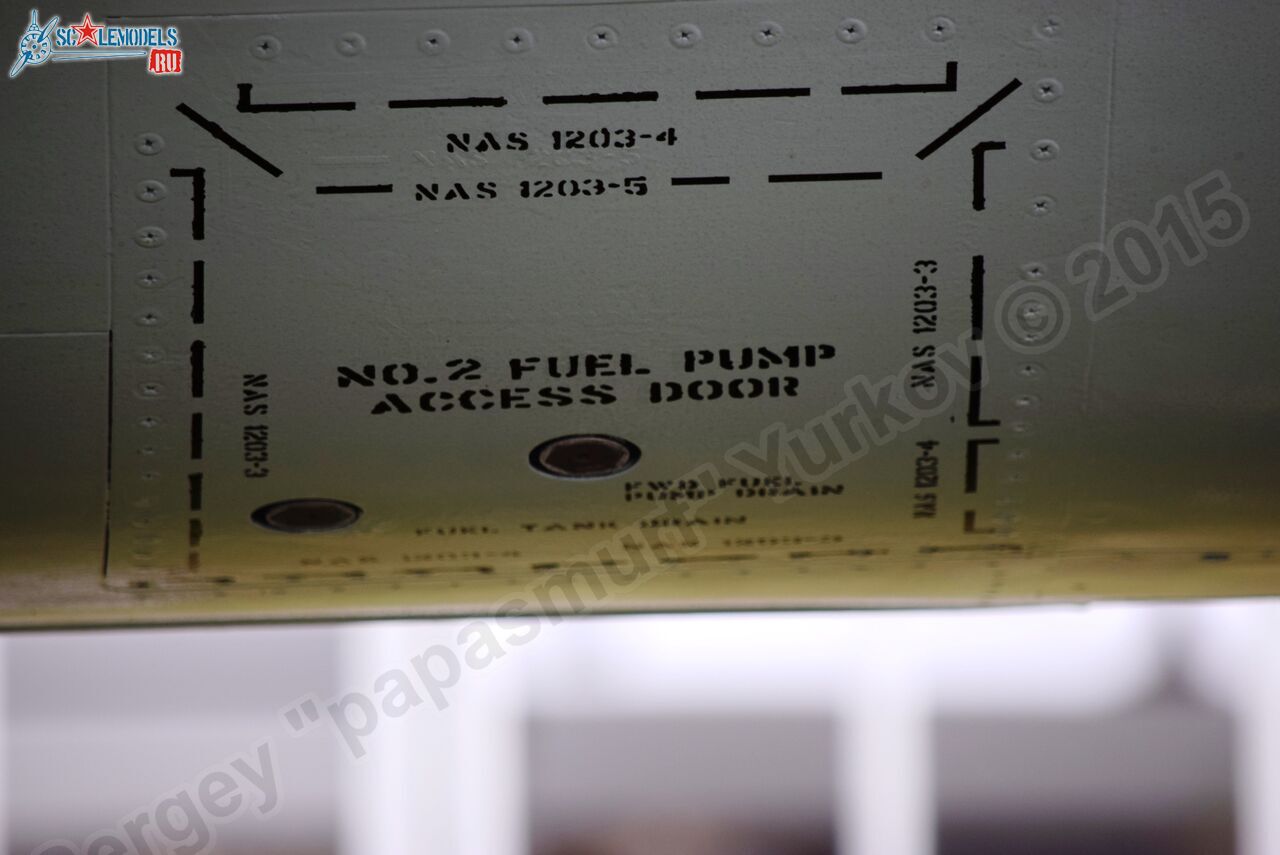 SCALEMODELS
RU
NAS 1203-4
NAS 1203-5
NAS 1203-3
NO.2 FUEL PUMP
ACCESS DOOR
NAS 1203-3
NAS 1203-4
FWD FUEL
PUMP DRAIN
FUEL TANK DRAIN
Sergey "papasmurf" Yurkov © 2015